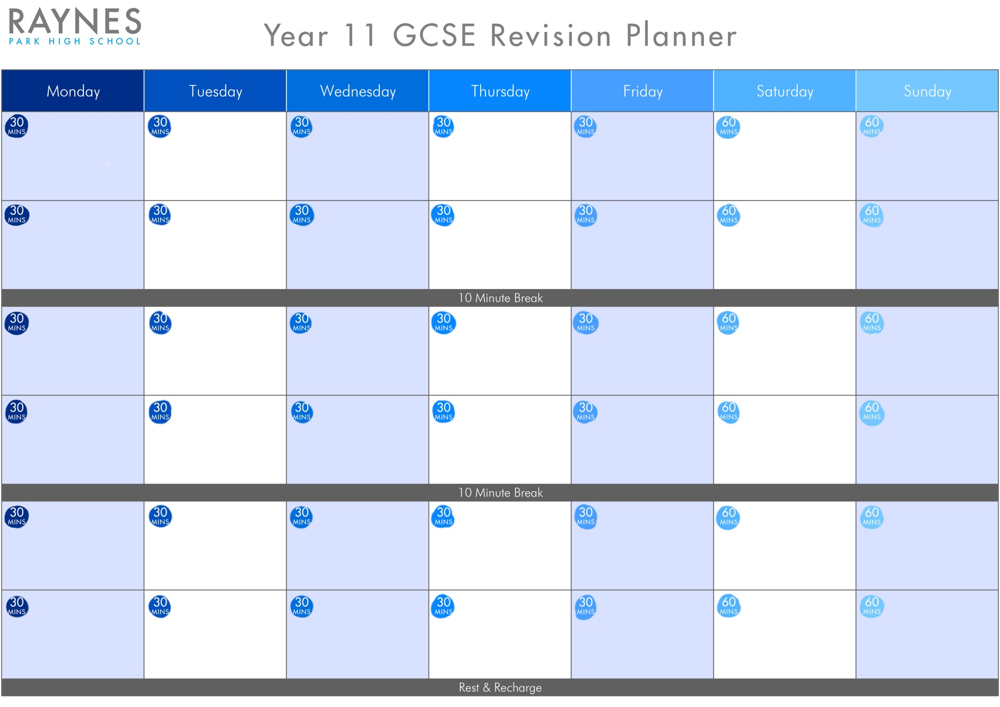 RAYNES
PARK HIGH SCHOOL
Year 11 GCSE Revision Planner
Monday Tuesday Wednesday Thursday Friday Saturday Sunday
30 30 30 30 30 60 60
MINS MINS MINS MINS MINS MINS MINS
30 30 30 30 30 60 60
MINS MINS MINS MINS MINS MINS MINS
10 Minute Break
30 30 30 30 30 60 60
MINS MINS MINS MINS MINS MINS MINS
30 30 30 30 30 60 60
MINS MINS MINS MINS MINS MINS MINS
10 Minute Break
30 30 30 30 30 60 60
MINS MINS MINS MINS MINS MINS MINS
30 30 30 30 30 60 60
MINS MINS MINS MINS MINS MINS MINS
Rest & Recharge